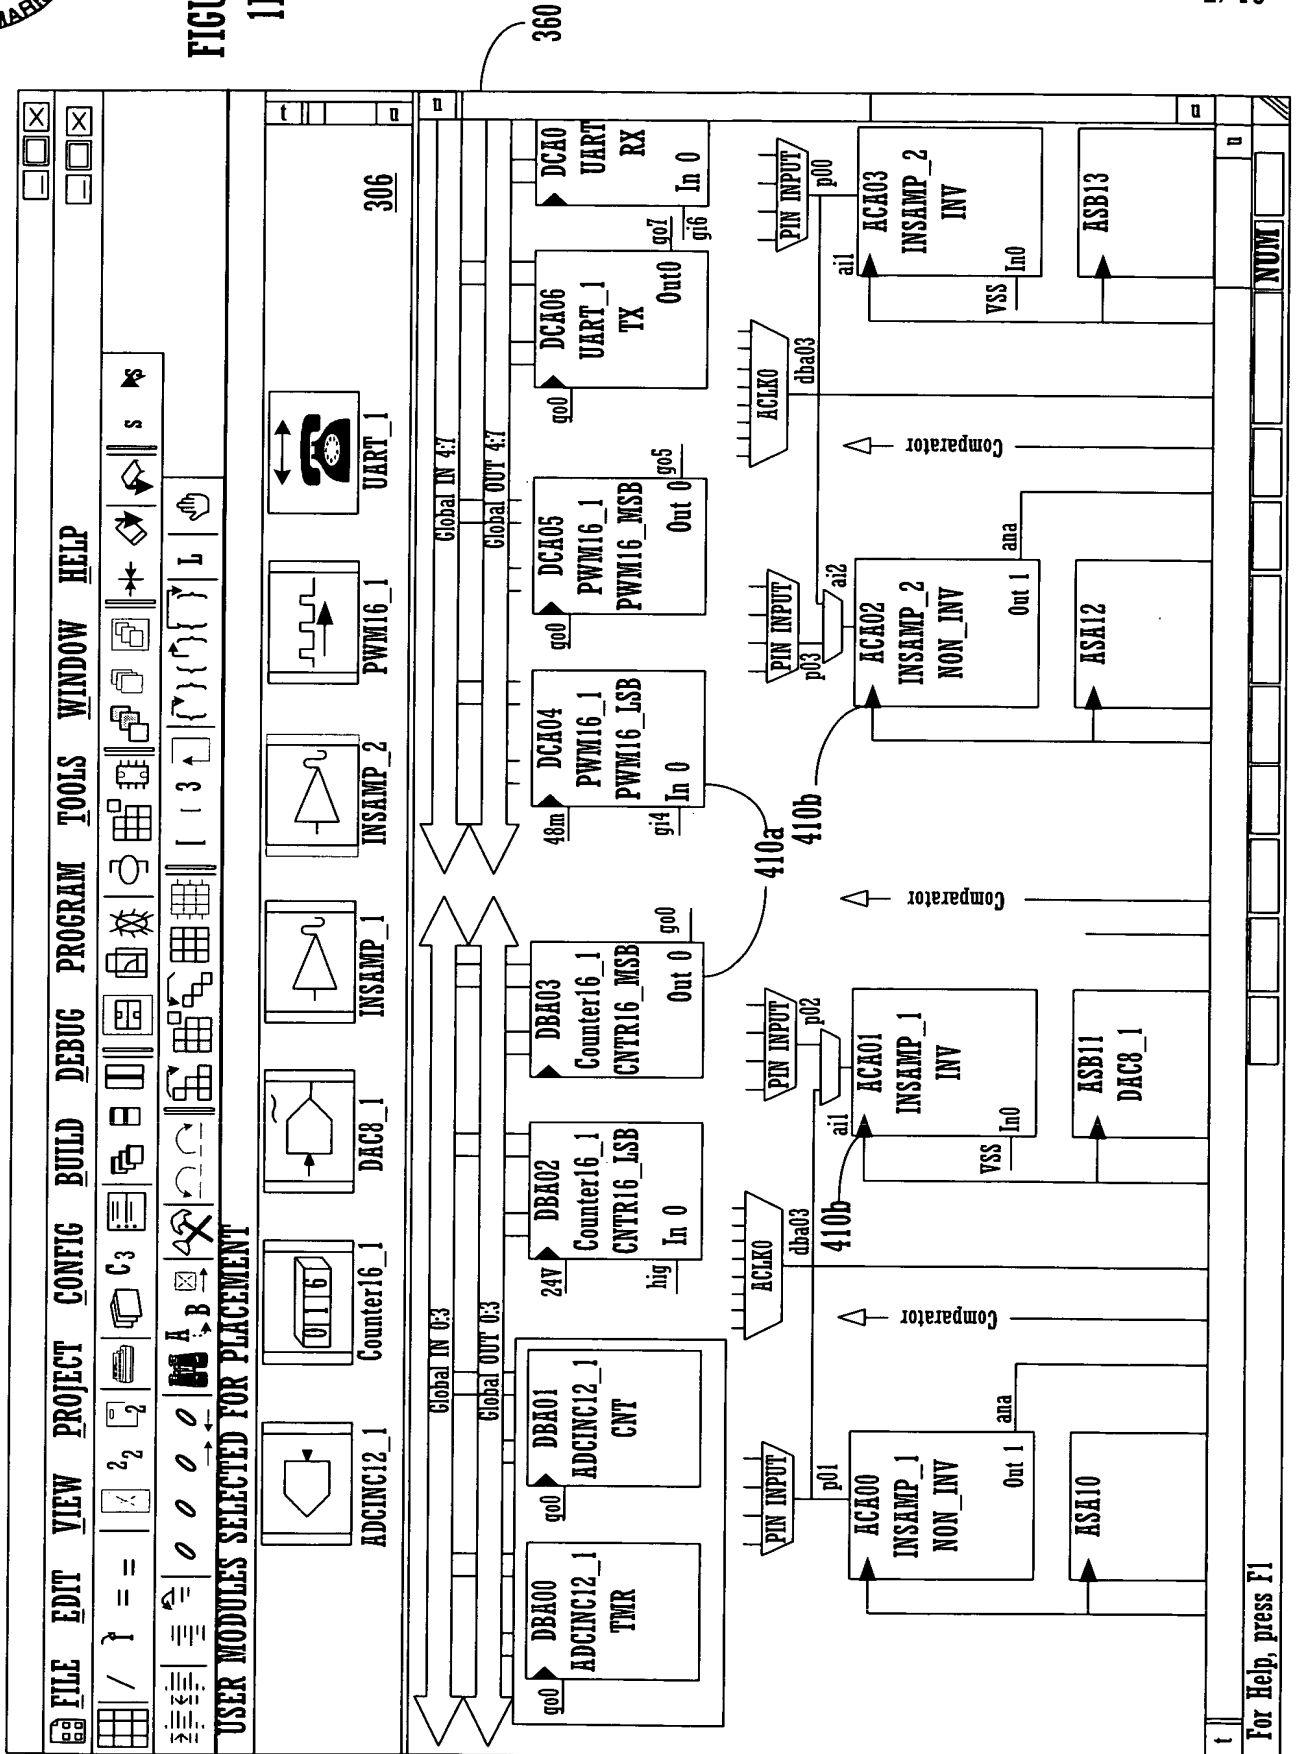 FILE EDIT VIEW PROJECT CONFIG BUILD DEBUG PROGRAM TOOLS WINDOW HELP
USER MODULES SELECTED FOR PLACEMENT
306
ADCINC12_1
Counter16_1
DAC8_1
INSAMP_1
INSAMP_2
PWM16_1
UART_1
360
Global IN 0:3
Global OUT 0:3
Global IN 4:7
Global OUT 4:7
go0
DBA00
ADCINC12_1
TMR
go0
DBA01
ADCINC12_1
CNT
24V
DBA02
Counter16_1
CNTR16_LSB
hig
In 0
DBA03
Counter16_1
CNTR16_MSB
Out 0
go0
48m
DCA04
PWM16_1
PWM16_LSB
gi4
In 0
go0
DCA05
PWM16_1
PWM16_MSB
Out 0
go5
go0
DCA06
UART_1
TX
Out0
go7
gi6
DCA0
UART
RX
In 0
410a
410b
410b
PIN INPUT
p01
ACLK0
dba03
PIN INPUT
p02
PIN INPUT
p03
ACLK0
dba03
PIN INPUT
p00
Comparator
Comparator
Comparator
ACA00
INSAMP_1
NON_INV
Out 1
ana
ai1
ACA01
INSAMP_1
INV
VSS
In0
ai2
ACA02
INSAMP_2
NON_INV
Out 1
ana
ai1
ACA03
INSAMP_2
INV
VSS
In0
ASA10
ASB11
DAC8_1
ASA12
ASB13
For Help, press F1
NUM